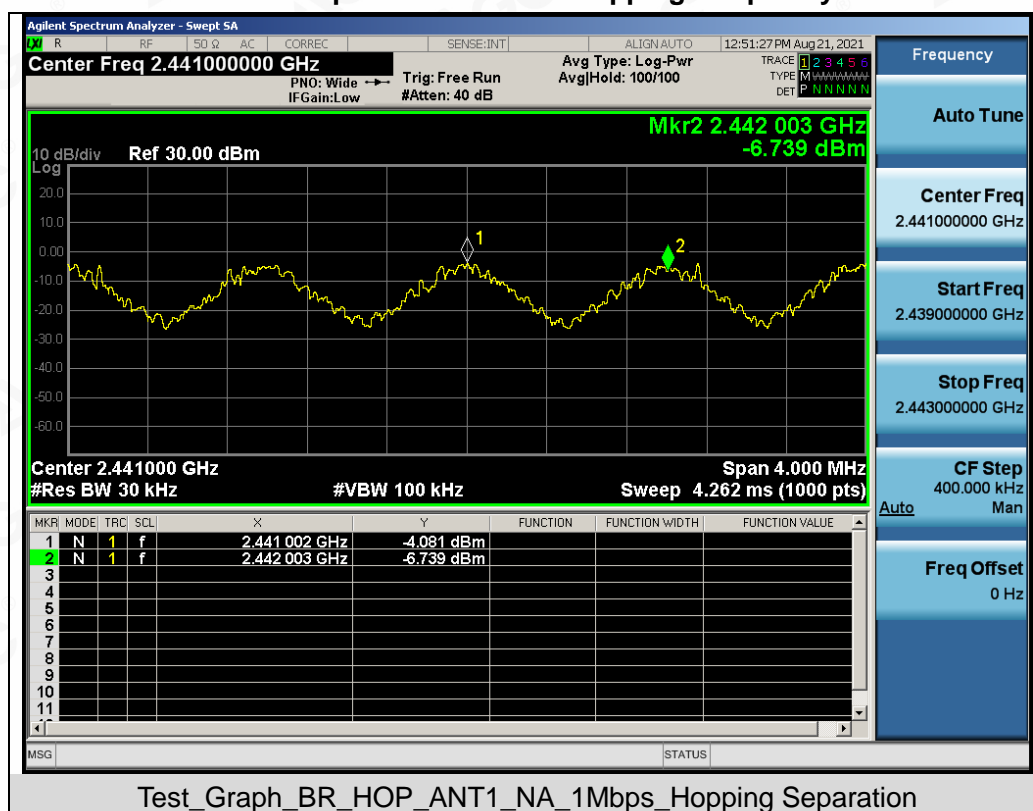 Agilent Spectrum Analyzer - Swept SA
LXI R RF 50 Ω AC CORREC SENSE:INT ALIGN AUTO 12:51:27 PM Aug 21, 2021
Center Freq 2.441000000 GHz
PNO: Wide
IFGain:Low
Trig: Free Run
#Atten: 40 dB
Avg Type: Log-Pwr
Avg|Hold: 100/100
TRACE 1 2 3 4 5 6
TYPE M
DET P N N N N N
Mkr2 2.442 003 GHz
-6.739 dBm
10 dB/div Ref 30.00 dBm
Log
20.0
10.0
0.00
-10.0
-20.0
-30.0
-40.0
-50.0
-60.0
1
2
Center 2.441000 GHz Span 4.000 MHz
#Res BW 30 kHz #VBW 100 kHz Sweep 4.262 ms (1000 pts)
MKR MODE TRC SCL X Y FUNCTION FUNCTION WIDTH FUNCTION VALUE
1 N 1 f 2.441 002 GHz -4.081 dBm
2 N 1 f 2.442 003 GHz -6.739 dBm
3
4
5
6
7
8
9
10
11
MSG STATUS
Frequency
Auto Tune
Center Freq
2.441000000 GHz
Start Freq
2.439000000 GHz
Stop Freq
2.443000000 GHz
CF Step
400.000 kHz
Auto Man
Freq Offset
0 Hz
Test_Graph_BR_HOP_ANT1_NA_1Mbps_Hopping Separation